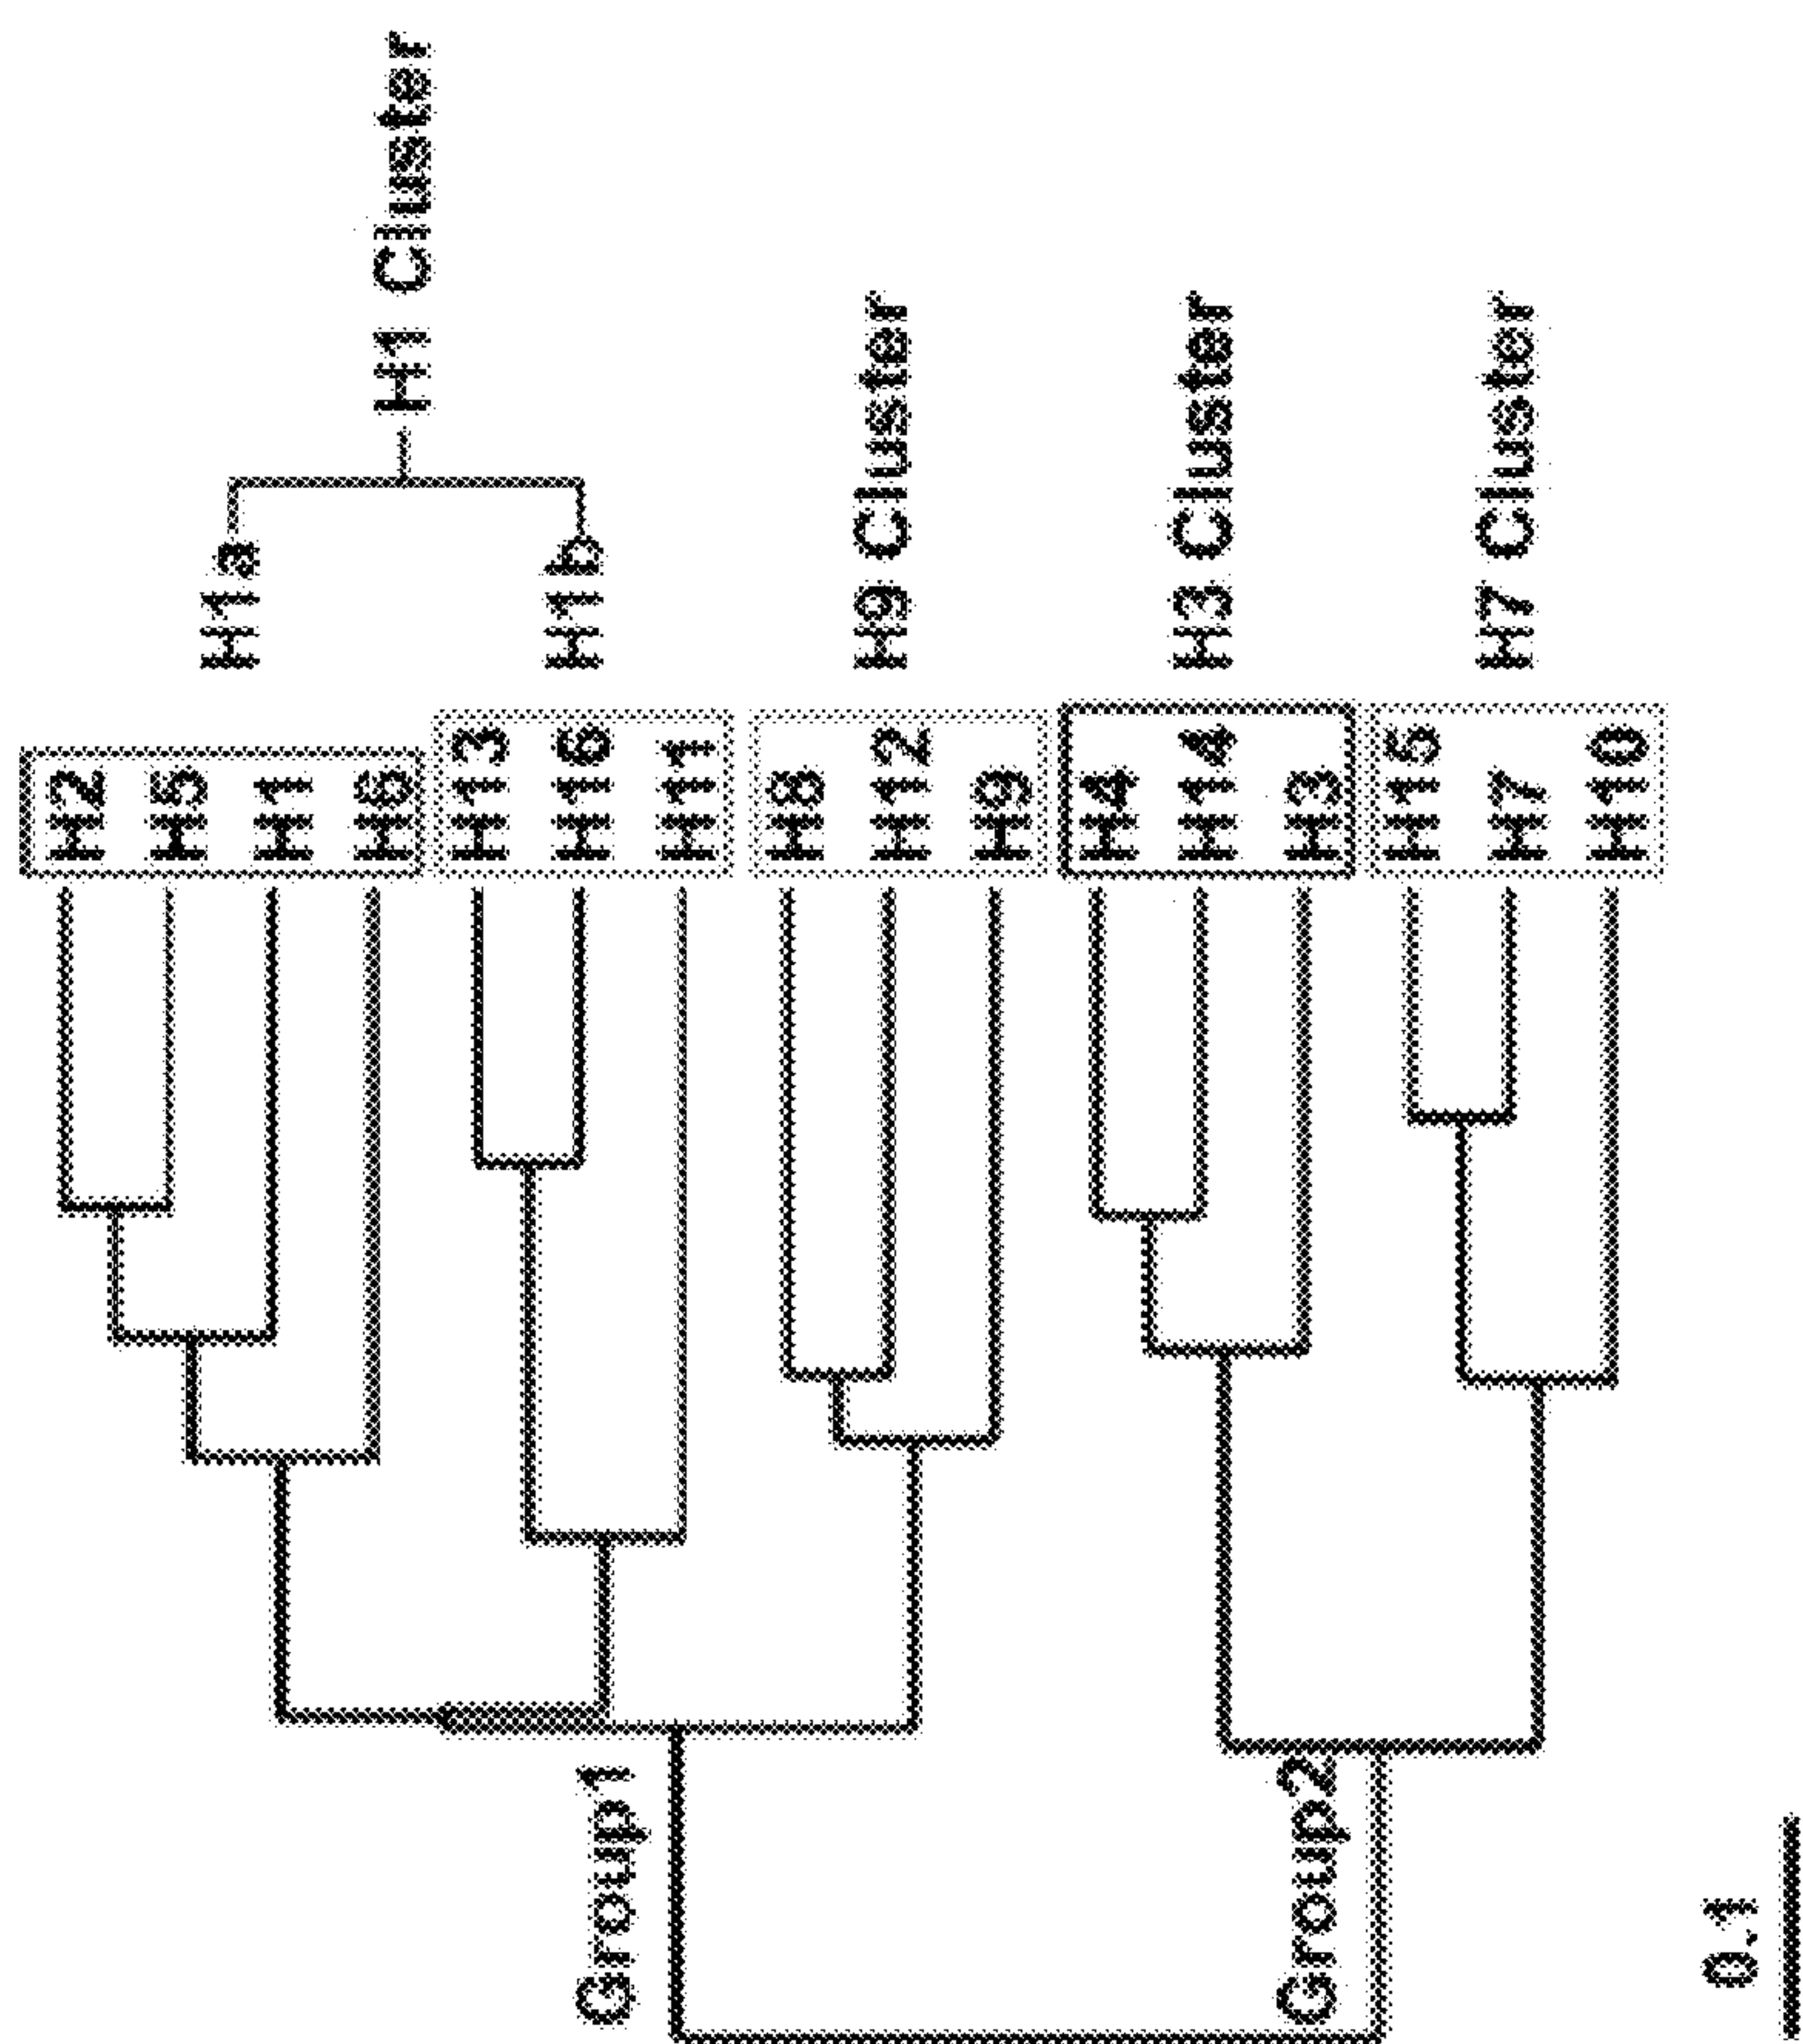 H2
H5
H1
H6
H13
H16
H11
H8
H12
H9
H4
H14
H3
H15
H7
H10
H1a
H1b
H1 Cluster
H9 Cluster
H3 Cluster
H7 Cluster
Group1
Group2
0.1